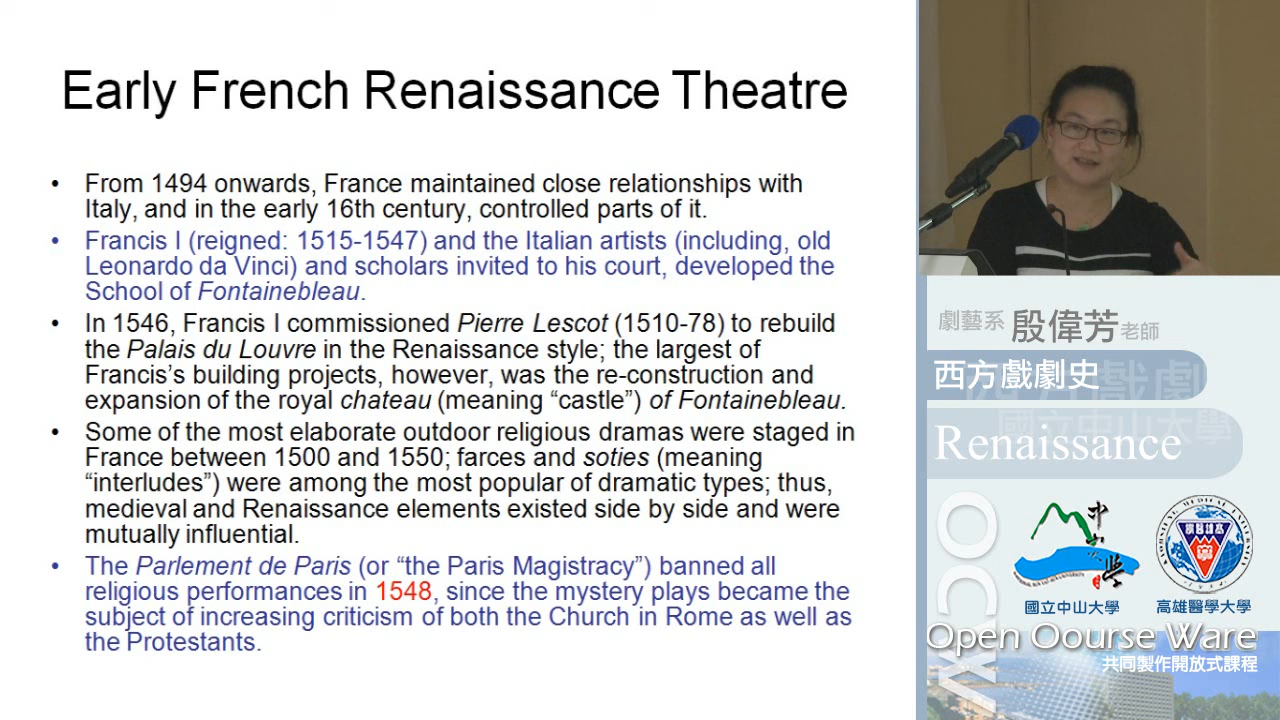 Early French Renaissance Theatre
• From 1494 onwards, France maintained close relationships with
Italy, and in the early 16th century, controlled parts of it.
• Francis I (reigned: 1515-1547) and the Italian artists (including, old
Leonardo da Vinci) and scholars invited to his court, developed the
School of Fontainebleau.
• In 1546, Francis I commissioned Pierre Lescot (1510-78) to rebuild
the Palais du Louvre in the Renaissance style; the largest of
Francis's building projects, however, was the re-construction and
expansion of the royal chateau (meaning “castle”) of Fontainebleau.
• Some of the most elaborate outdoor religious dramas were staged in
France between 1500 and 1550; farces and soties (meaning
“interludes”) were among the most popular of dramatic types; thus,
medieval and Renaissance elements existed side by side and were
mutually influential.
• The Parlement de Paris (or “the Paris Magistracy”) banned all
religious performances in 1548, since the mystery plays became the
subject of increasing criticism of both the Church in Rome as well as
the Protestants.
劇藝系 殷偉芳老師
西方戲劇史
Renaissance
OCW
中山大學
國立中山大學
高雄醫學大學
Open Oourse Ware
共同製作開放式課程